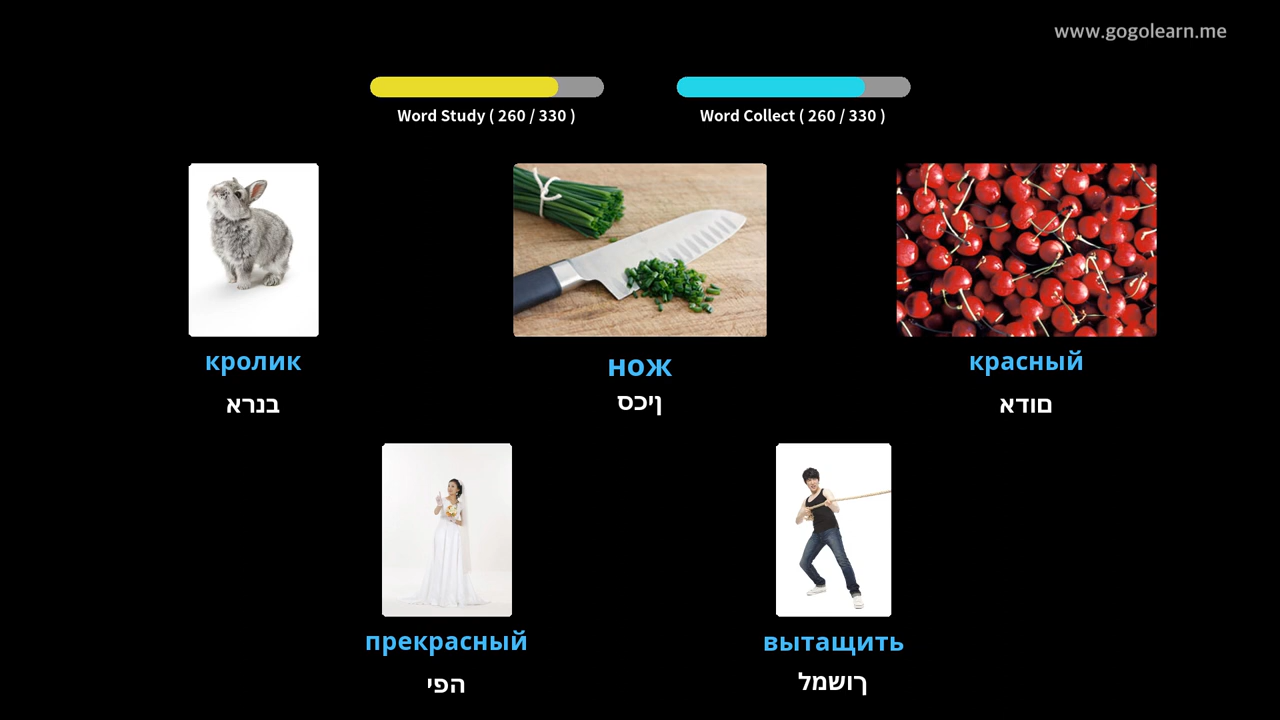 www.gogolearn.me
Word Study ( 260 / 330 )
Word Collect ( 260 / 330 )
кролик
ארנב
нож
סכין
красный
אדום
прекрасный
יפה
вытащить
למשוך